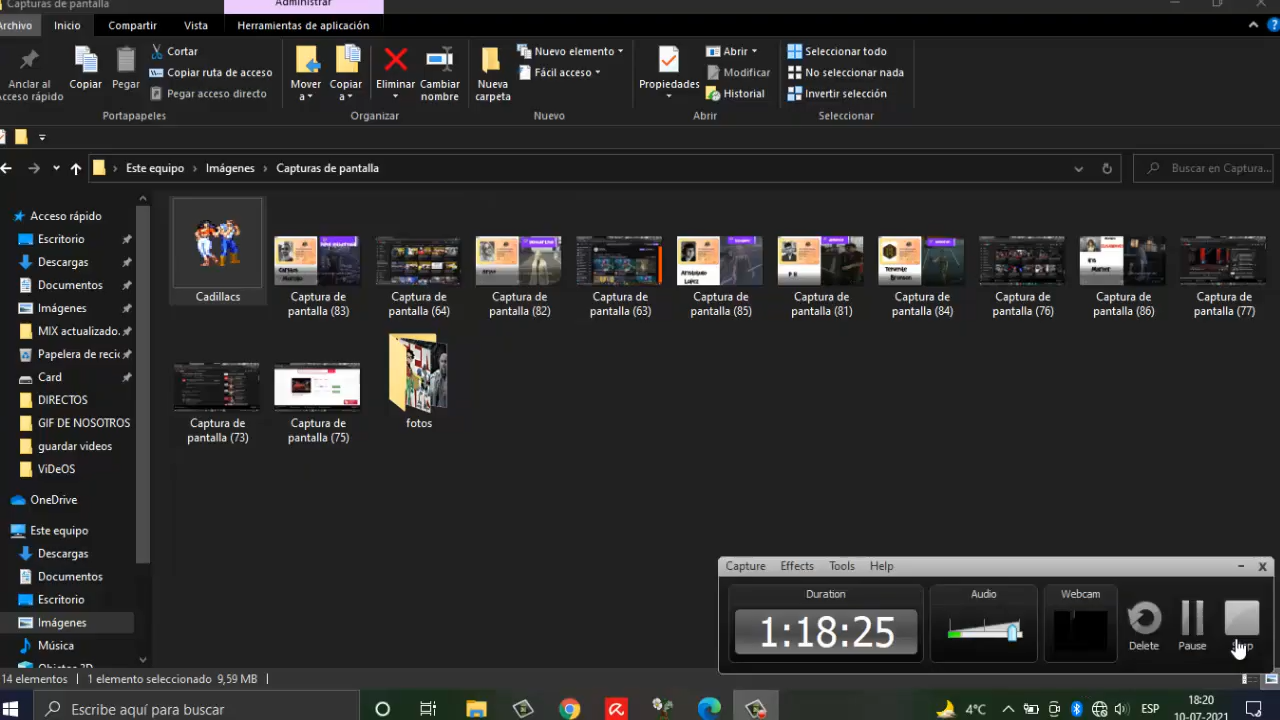 Capturas de pantalla
Administrar
Archivo
Inicio
Compartir
Vista
Herramientas de aplicación
Anclar al
Acceso rápido
Copiar
Pegar
Cortar
Copiar ruta de acceso
Pegar acceso directo
Portapapeles
Mover
a
Copiar
a
Eliminar
Cambiar
nombre
Organizar
Nueva
carpeta
Nuevo elemento
Fácil acceso
Nuevo
Propiedades
Abrir
Modificar
Historial
Abrir
Seleccionar todo
No seleccionar nada
Invertir selección
Seleccionar
Este equipo > Imágenes > Capturas de pantalla
Buscar en Captura...
Acceso rápido
Escritorio
Descargas
Documentos
Imágenes
MIX actualizado.
Papelera de reci
Card
DIRECTOS
GIF DE NOSOTROS
guardar videos
ViDeOS
OneDrive
Este equipo
Descargas
Documentos
Escritorio
Imágenes
Música
Objetos 3D
Cadillacs
Captura de
pantalla (83)
Captura de
pantalla (64)
Captura de
pantalla (82)
Captura de
pantalla (63)
Captura de
pantalla (85)
Captura de
pantalla (81)
Captura de
pantalla (84)
Captura de
pantalla (76)
Captura de
pantalla (86)
Captura de
pantalla (77)
Captura de
pantalla (73)
Captura de
pantalla (75)
fotos
Capture
Effects
Tools
Help
Duration
1:18:25
Audio
Webcam
Delete
Pause
Stop
14 elementos
1 elemento seleccionado 9,59 MB
Escribe aquí para buscar
4°C
ESP
18:20
10-07-2021